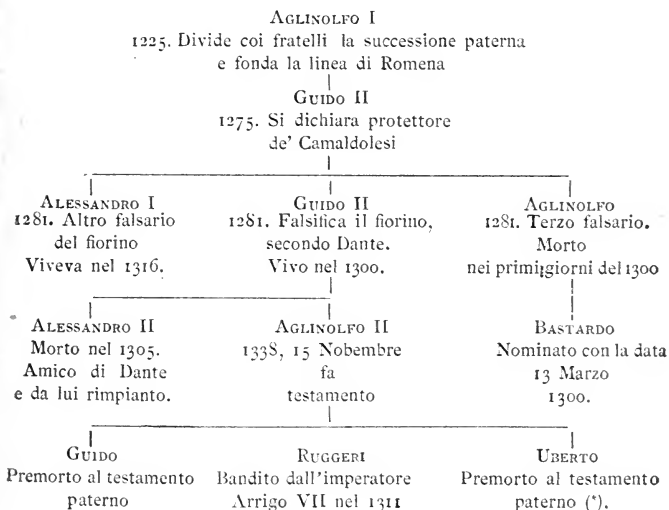 AGLINOLFO I
1225. Divide coi fratelli la successione paterna
e fonda la linea di Romena
GUIDO II
1275. Si dichiara protettore
de' Camaldolesi
ALESSANDRO I
1281. Altro falsario
del fiorino
Viveva nel 1316.
GUIDO II
1281. Falsifica il fiorino,
secondo Dante.
Vivo nel 1300.
AGLINOLFO
1281. Terzo falsario.
Morto
nei primi giorni del 1300
ALESSANDRO II
Morto nel 1305.
Amico di Dante
e da lui rimpianto.
AGLINOLFO II
1338, 15 Nobembre
fa
testamento
BASTARDO
Nominato con la data
13 Marzo
1300.
GUIDO
Premorto al testamento
paterno
RUGGERI
Bandito dall'imperatore
Arrigo VII nel 1311
UBERTO
Premorto al testamento
paterno (*).